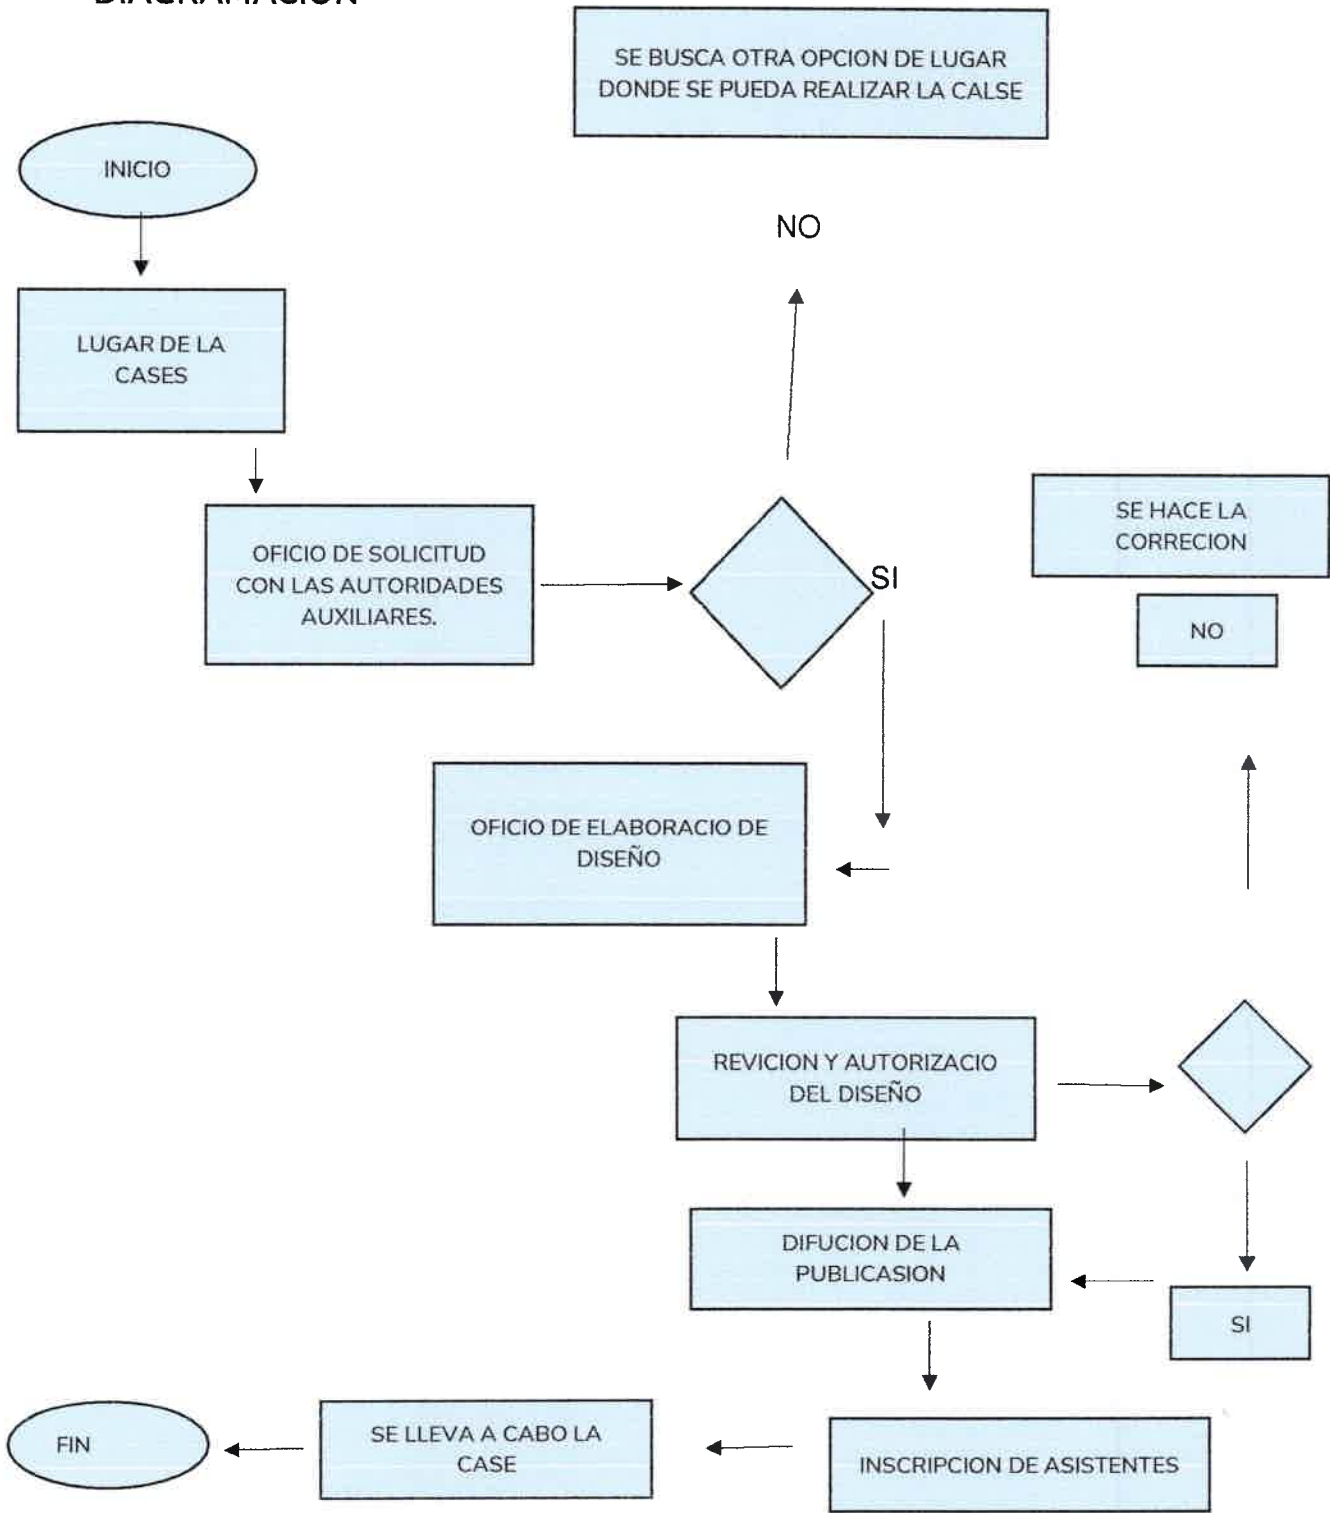 DIAGRAMACION
SE BUSCA OTRA OPCION DE LUGAR
DONDE SE PUEDA REALIZAR LA CALSE
INICIO
NO
LUGAR DE LA
CASES
OFICIO DE SOLICITUD
CON LAS AUTORIDADES
AUXILIARES.
SI
SE HACE LA
CORRECION
NO
OFICIO DE ELABORACIO DE
DISEÑO
REVICION Y AUTORIZACIO
DEL DISEÑO
DIFUCION DE LA
PUBLICASION
SI
INSCRIPCION DE ASISTENTES
SE LLEVA A CABO LA
CASE
FIN